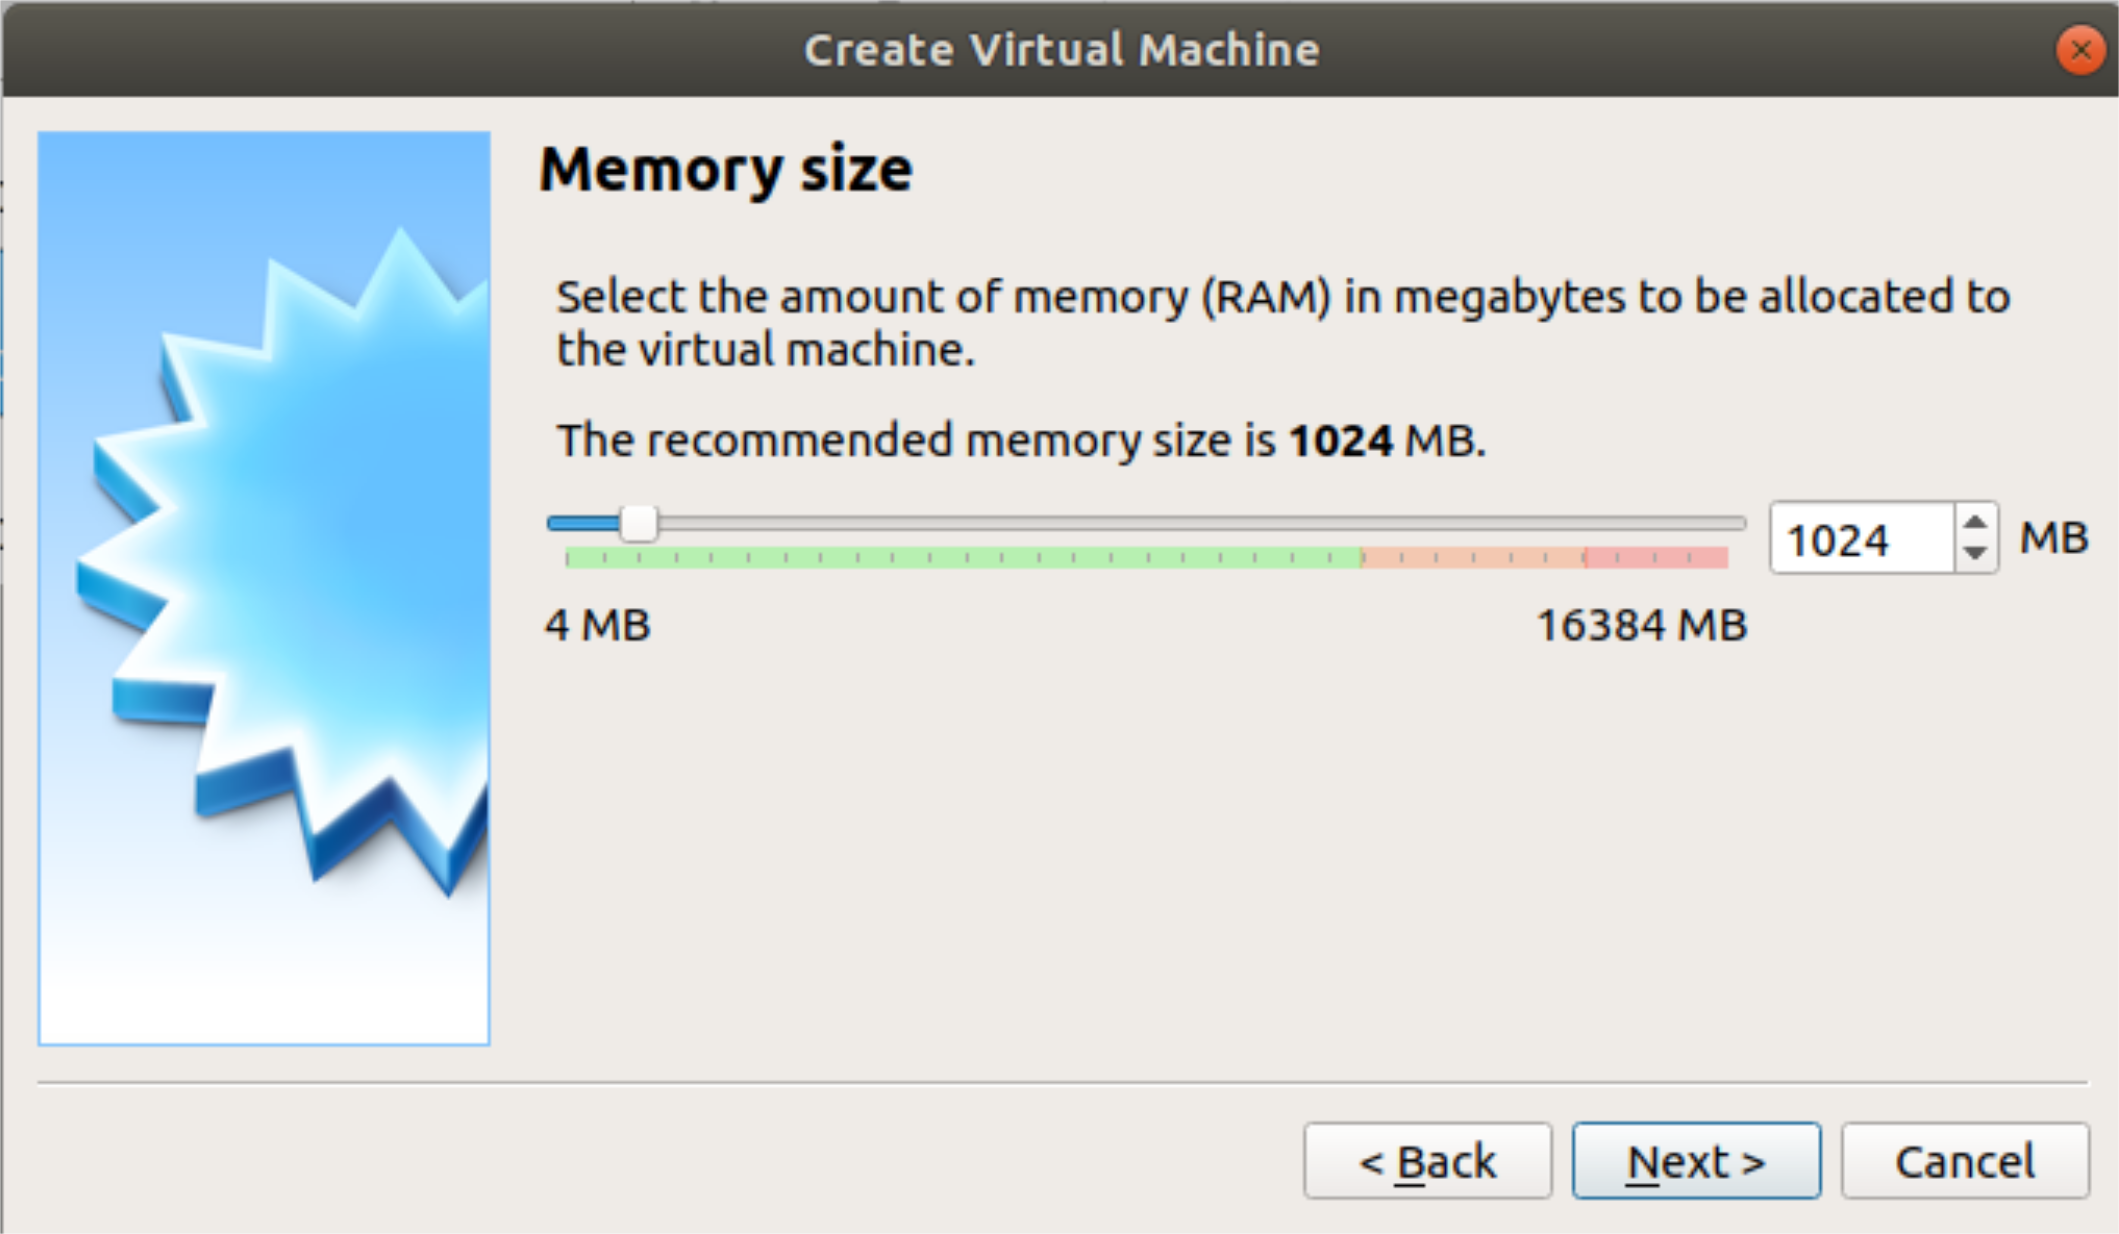 Create Virtual Machine
Memory size
Select the amount of memory (RAM) in megabytes to be allocated to
the virtual machine.
The recommended memory size is 1024 MB.
1024 MB
4 MB 16384 MB
< Back Next > Cancel